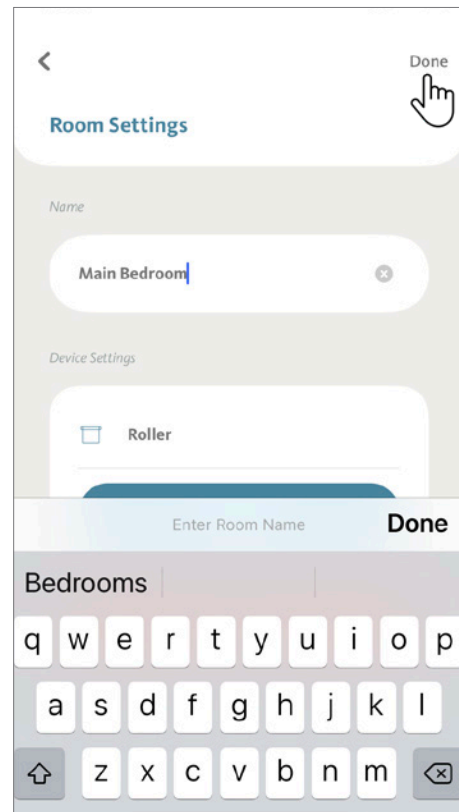 Done
Room Settings
Name
Main Bedroom
Device Settings
Roller
Enter Room Name Done
Bedrooms
q w e r t y u i o p
a s d f g h j k l
z x c v b n m